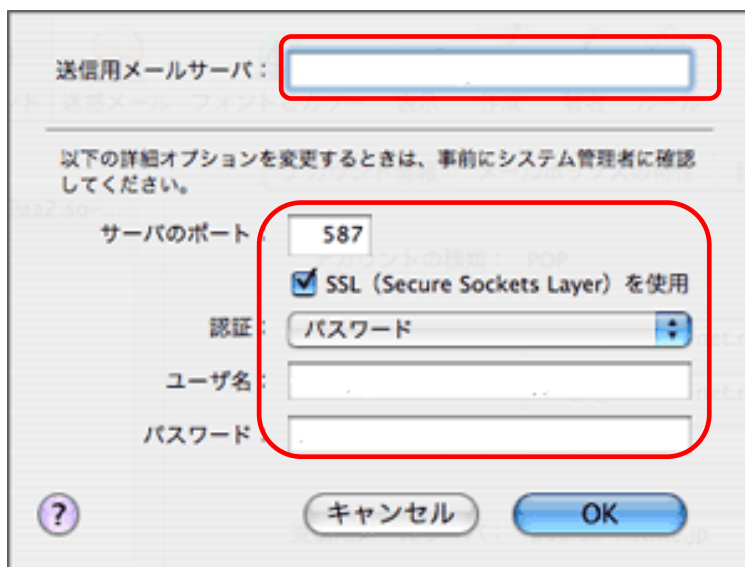 送信用メールサーバ：
以下の詳細オプションを変更するときは、事前にシステム管理者に確認
してください。
サーバのポート： 587
SSL（Secure Sockets Layer）を使用
認証： パスワード
ユーザ名：
パスワード：
? キャンセル OK